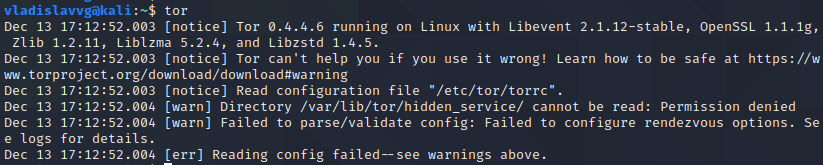 vladislavvg@kali:~$ tor
Dec 13 17:12:52.003 [notice] Tor 0.4.4.6 running on Linux with Libevent 2.1.12-stable, OpenSSL 1.1.1g,
 Zlib 1.2.11, Liblzma 5.2.4, and Libzstd 1.4.5.
Dec 13 17:12:52.003 [notice] Tor can't help you if you use it wrong! Learn how to be safe at https://w
ww.torproject.org/download/download#warning
Dec 13 17:12:52.003 [notice] Read configuration file "/etc/tor/torrc".
Dec 13 17:12:52.004 [warn] Directory /var/lib/tor/hidden_service/ cannot be read: Permission denied
Dec 13 17:12:52.004 [warn] Failed to parse/validate config: Failed to configure rendezvous options. Se
e logs for details.
Dec 13 17:12:52.004 [err] Reading config failed--see warnings above.